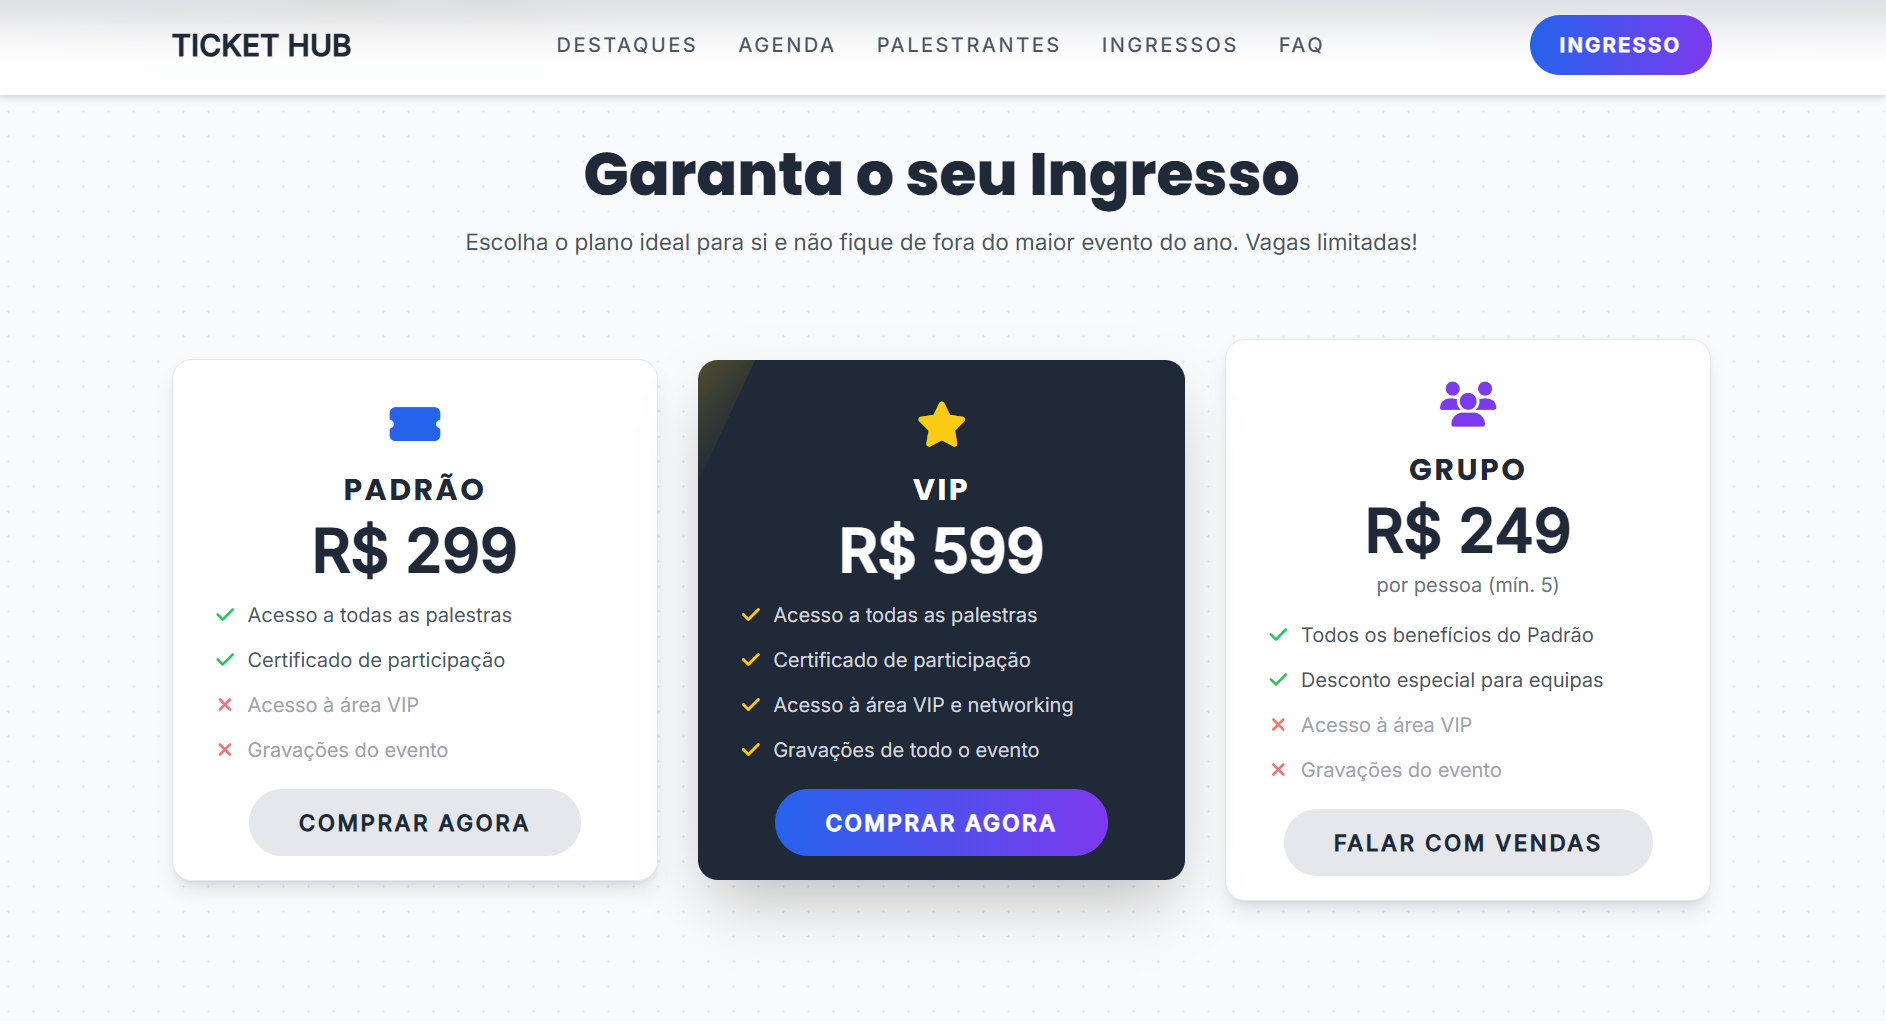 TICKET HUB
DESTAQUES
AGENDA
PALESTRANTES
INGRESSOS
FAQ
INGRESSO
Garanta o seu Ingresso
Escolha o plano ideal para si e não fique de fora do maior evento do ano. Vagas limitadas!
PADRÃO
R$ 299
Acesso a todas as palestras
Certificado de participação
Acesso à área VIP
Gravações do evento
COMPRAR AGORA
VIP
R$ 599
Acesso a todas as palestras
Certificado de participação
Acesso à área VIP e networking
Gravações de todo o evento
COMPRAR AGORA
GRUPO
R$ 249
por pessoa (mín. 5)
Todos os benefícios do Padrão
Desconto especial para equipas
Acesso à área VIP
Gravações do evento
FALAR COM VENDAS